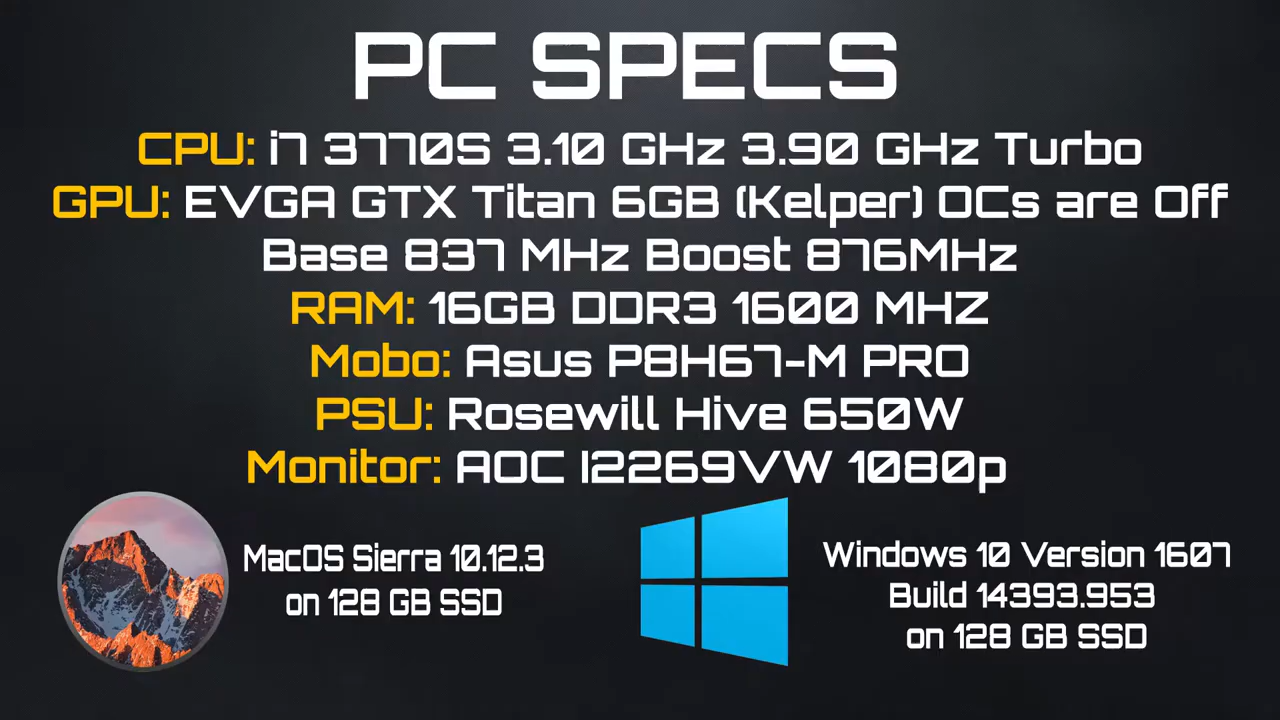 PC SPECS
CPU: i7 3770S 3.10 GHz 3.90 GHz Turbo
GPU: EVGA GTX Titan 6GB (Kelper) OCs are Off
Base 837 MHz Boost 876MHz
RAM: 16GB DDR3 1600 MHZ
Mobo: Asus P8H67-M PRO
PSU: Rosewill Hive 650W
Monitor: AOC I2269VW 1080p
MacOS Sierra 10.12.3
on 128 GB SSD
Windows 10 Version 1607
Build 14393.953
on 128 GB SSD